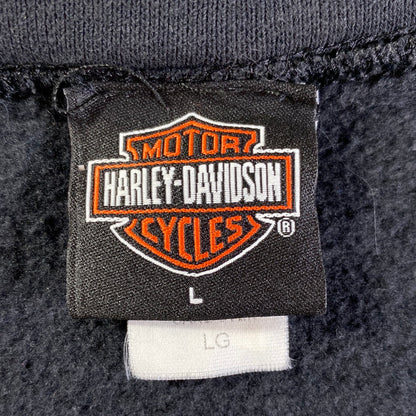 MOTOR
HARLEY-DAVIDSON
CYCLES ®
L
LG